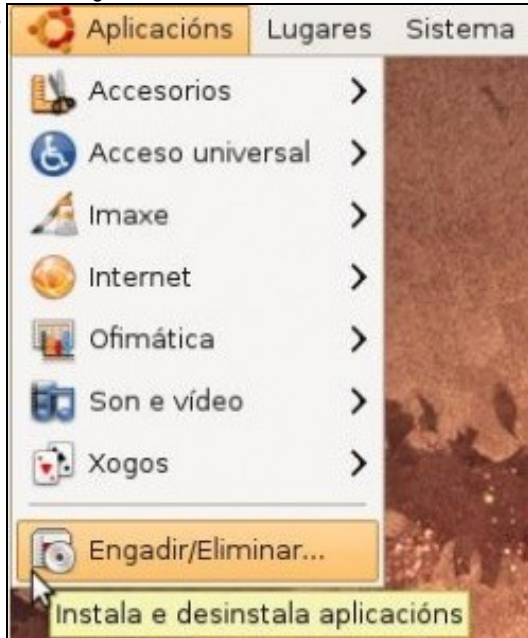 Aplicacións Lugares Sistema
Accesorios
Acceso universal
Imaxe
Internet
Ofimática
Son e vídeo
Xogos
Engadir/Eliminar...
Instala e desinstala aplicacións